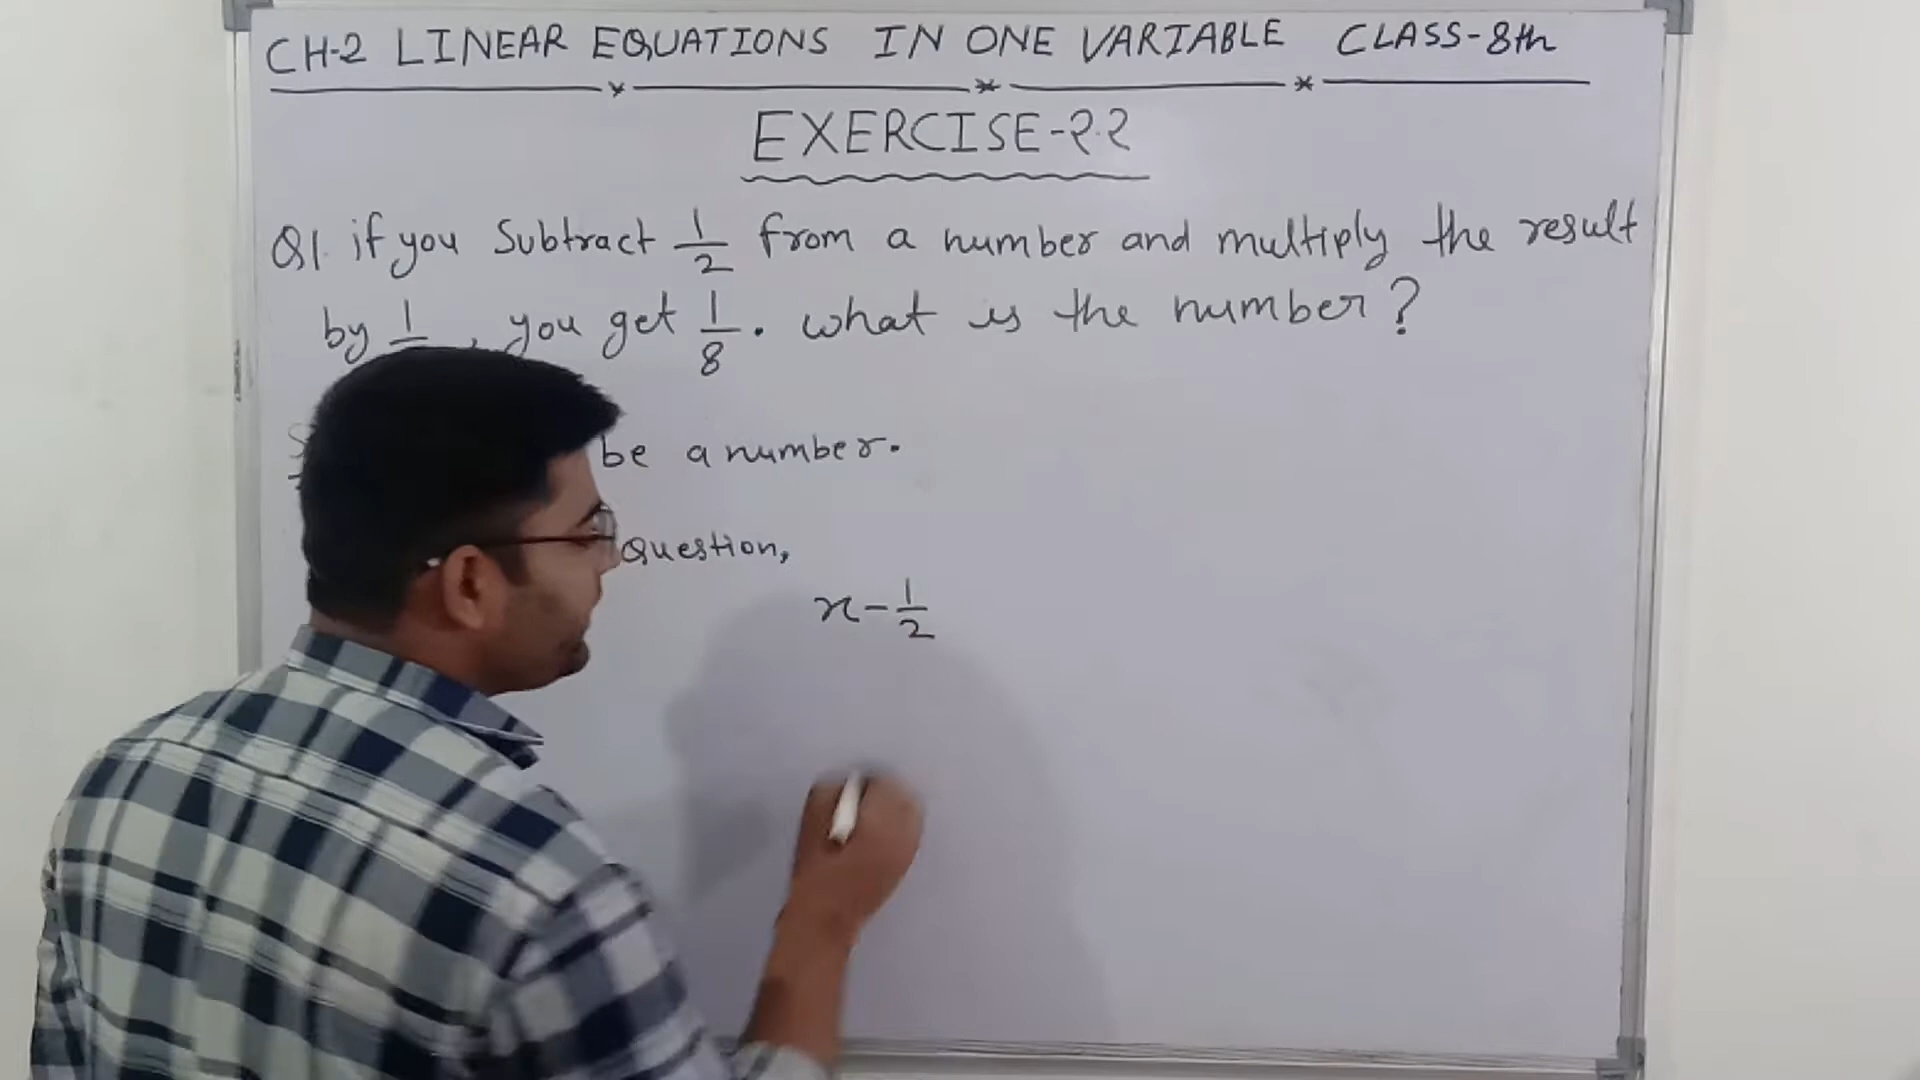 CH-2 LINEAR EQUATIONS IN ONE VARIABLE CLASS-8th
EXERCISE-2.2
Q1. if you Subtract 1/2 from a number and multiply the result
by 1 , you get 1/8. what is the number?
be a number.
Question,
x - 1/2